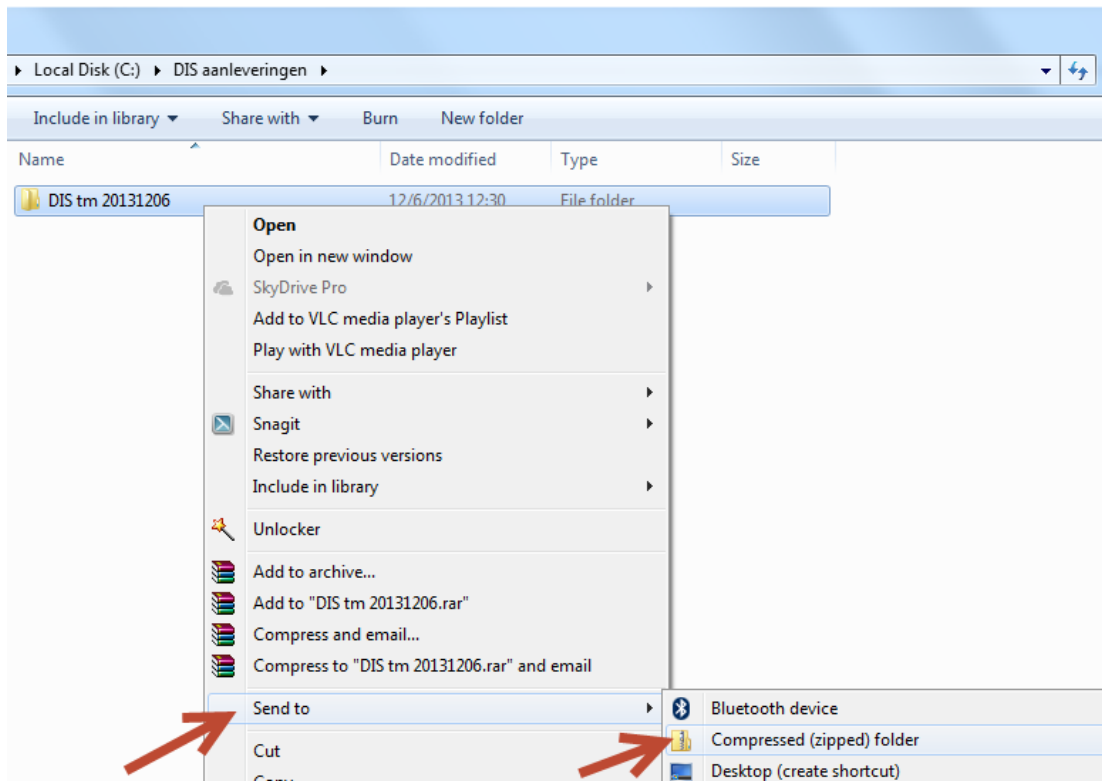 Local Disk (C:) DIS aanleveringen
Include in library Share with Burn New folder
Name Date modified Type Size
DIS tm 20131206 12/6/2013 12:30 File folder
Open
Open in new window
SkyDrive Pro
Add to VLC media player's Playlist
Play with VLC media player
Share with
Snagit
Restore previous versions
Include in library
Unlocker
Add to archive...
Add to "DIS tm 20131206.rar"
Compress and email...
Compress to "DIS tm 20131206.rar" and email
Send to
Bluetooth device
Compressed (zipped) folder
Cut
Desktop (create shortcut)
Copy